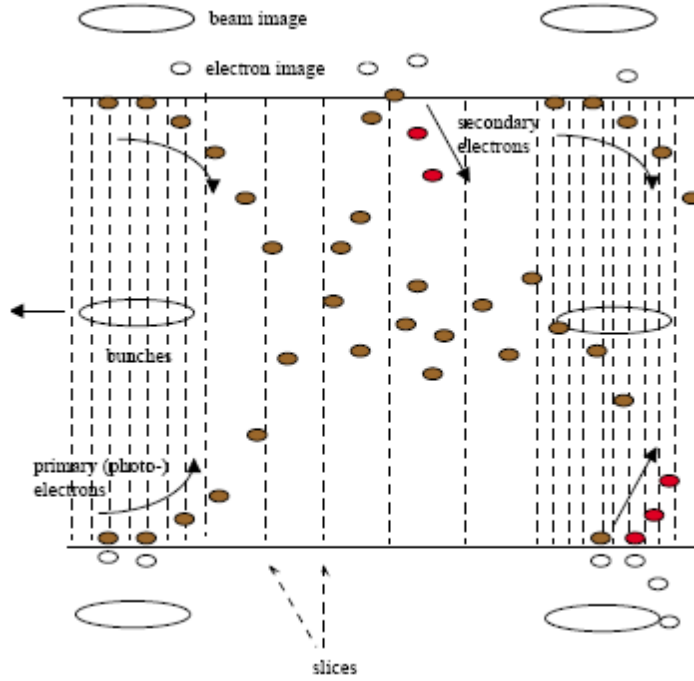 beam image
electron image
secondary
electrons
bunches
primary (photo-)
electrons
slices